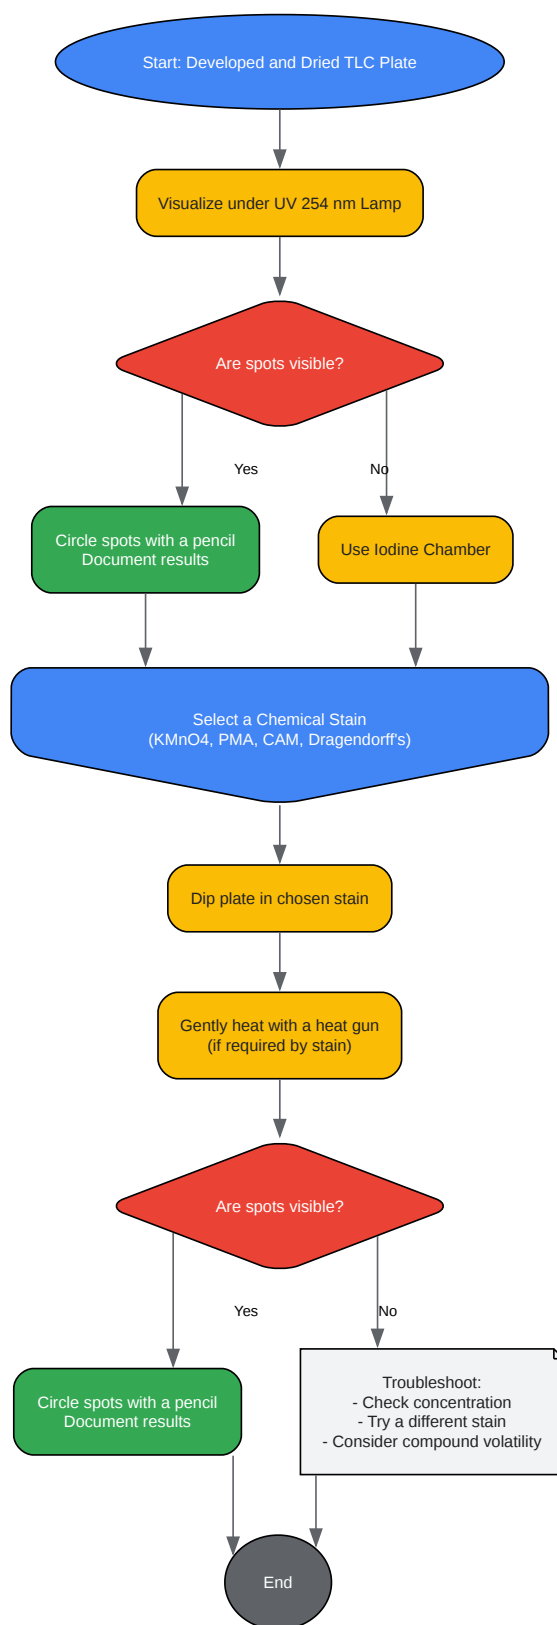 Start: Developed and Dried TLC Plate
Visualize under UV 254 nm Lamp
Are spots visible?
Yes
No
Circle spots with a pencil
Document results
Use Iodine Chamber
Select a Chemical Stain
(KMnO4, PMA, CAM, Dragendorff's)
Dip plate in chosen stain
Gently heat with a heat gun
(if required by stain)
Are spots visible?
Yes
No
Circle spots with a pencil
Document results
Troubleshoot:
- Check concentration
- Try a different stain
- Consider compound volatility
End